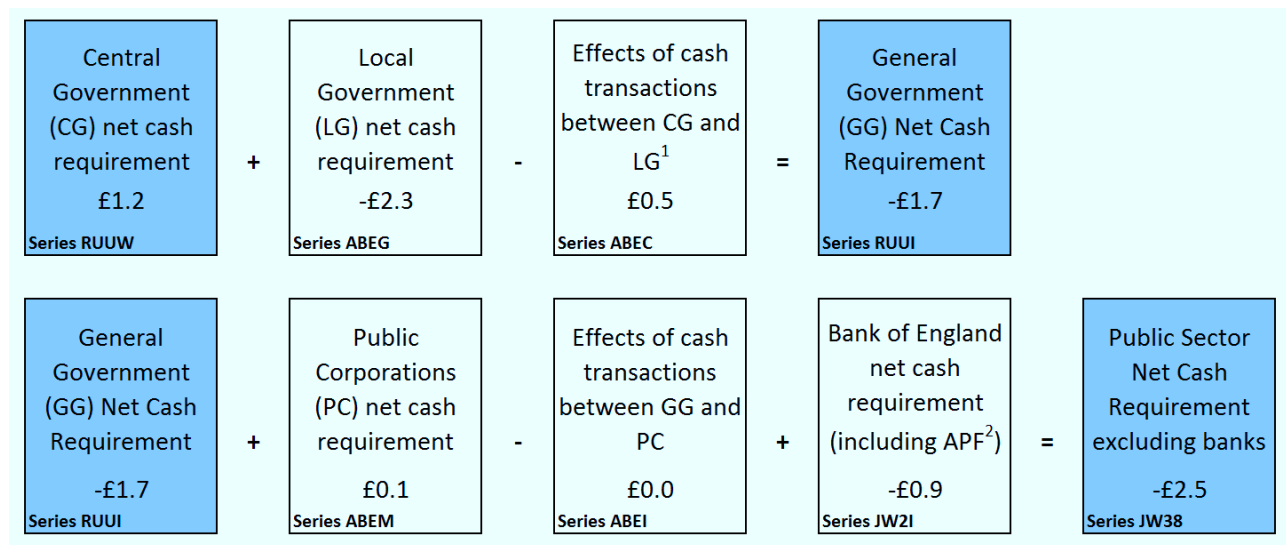 Central
Government
(CG) net cash
requirement
£1.2
Series RUUW
+
Local
Government
(LG) net cash
requirement
-£2.3
Series ABEG
-
Effects of cash
transactions
between CG and
LG¹
£0.5
Series ABEC
=
General
Government
(GG) Net Cash
Requirement
-£1.7
Series RUUI
General
Government
(GG) Net Cash
Requirement
-£1.7
Series RUUI
+
Public
Corporations
(PC) net cash
requirement
£0.1
Series ABEM
-
Effects of cash
transactions
between GG and
PC
£0.0
Series ABEI
+
Bank of England
net cash
requirement
(including APF²)
-£0.9
Series JW2I
=
Public Sector
Net Cash
Requirement
excluding banks
-£2.5
Series JW38